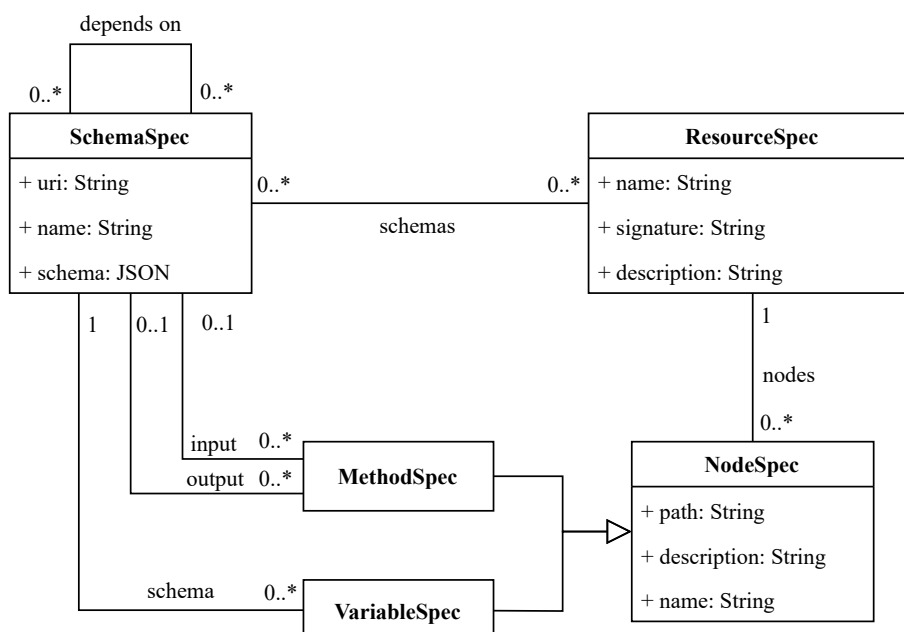 depends on
0..*
0..*
SchemaSpec
+ uri: String
+ name: String
+ schema: JSON
0..*
0..*
schemas
ResourceSpec
+ name: String
+ signature: String
+ description: String
1
0..1
0..1
1
nodes
0..*
input
0..*
output
0..*
MethodSpec
NodeSpec
+ path: String
+ description: String
+ name: String
schema
0..*
VariableSpec